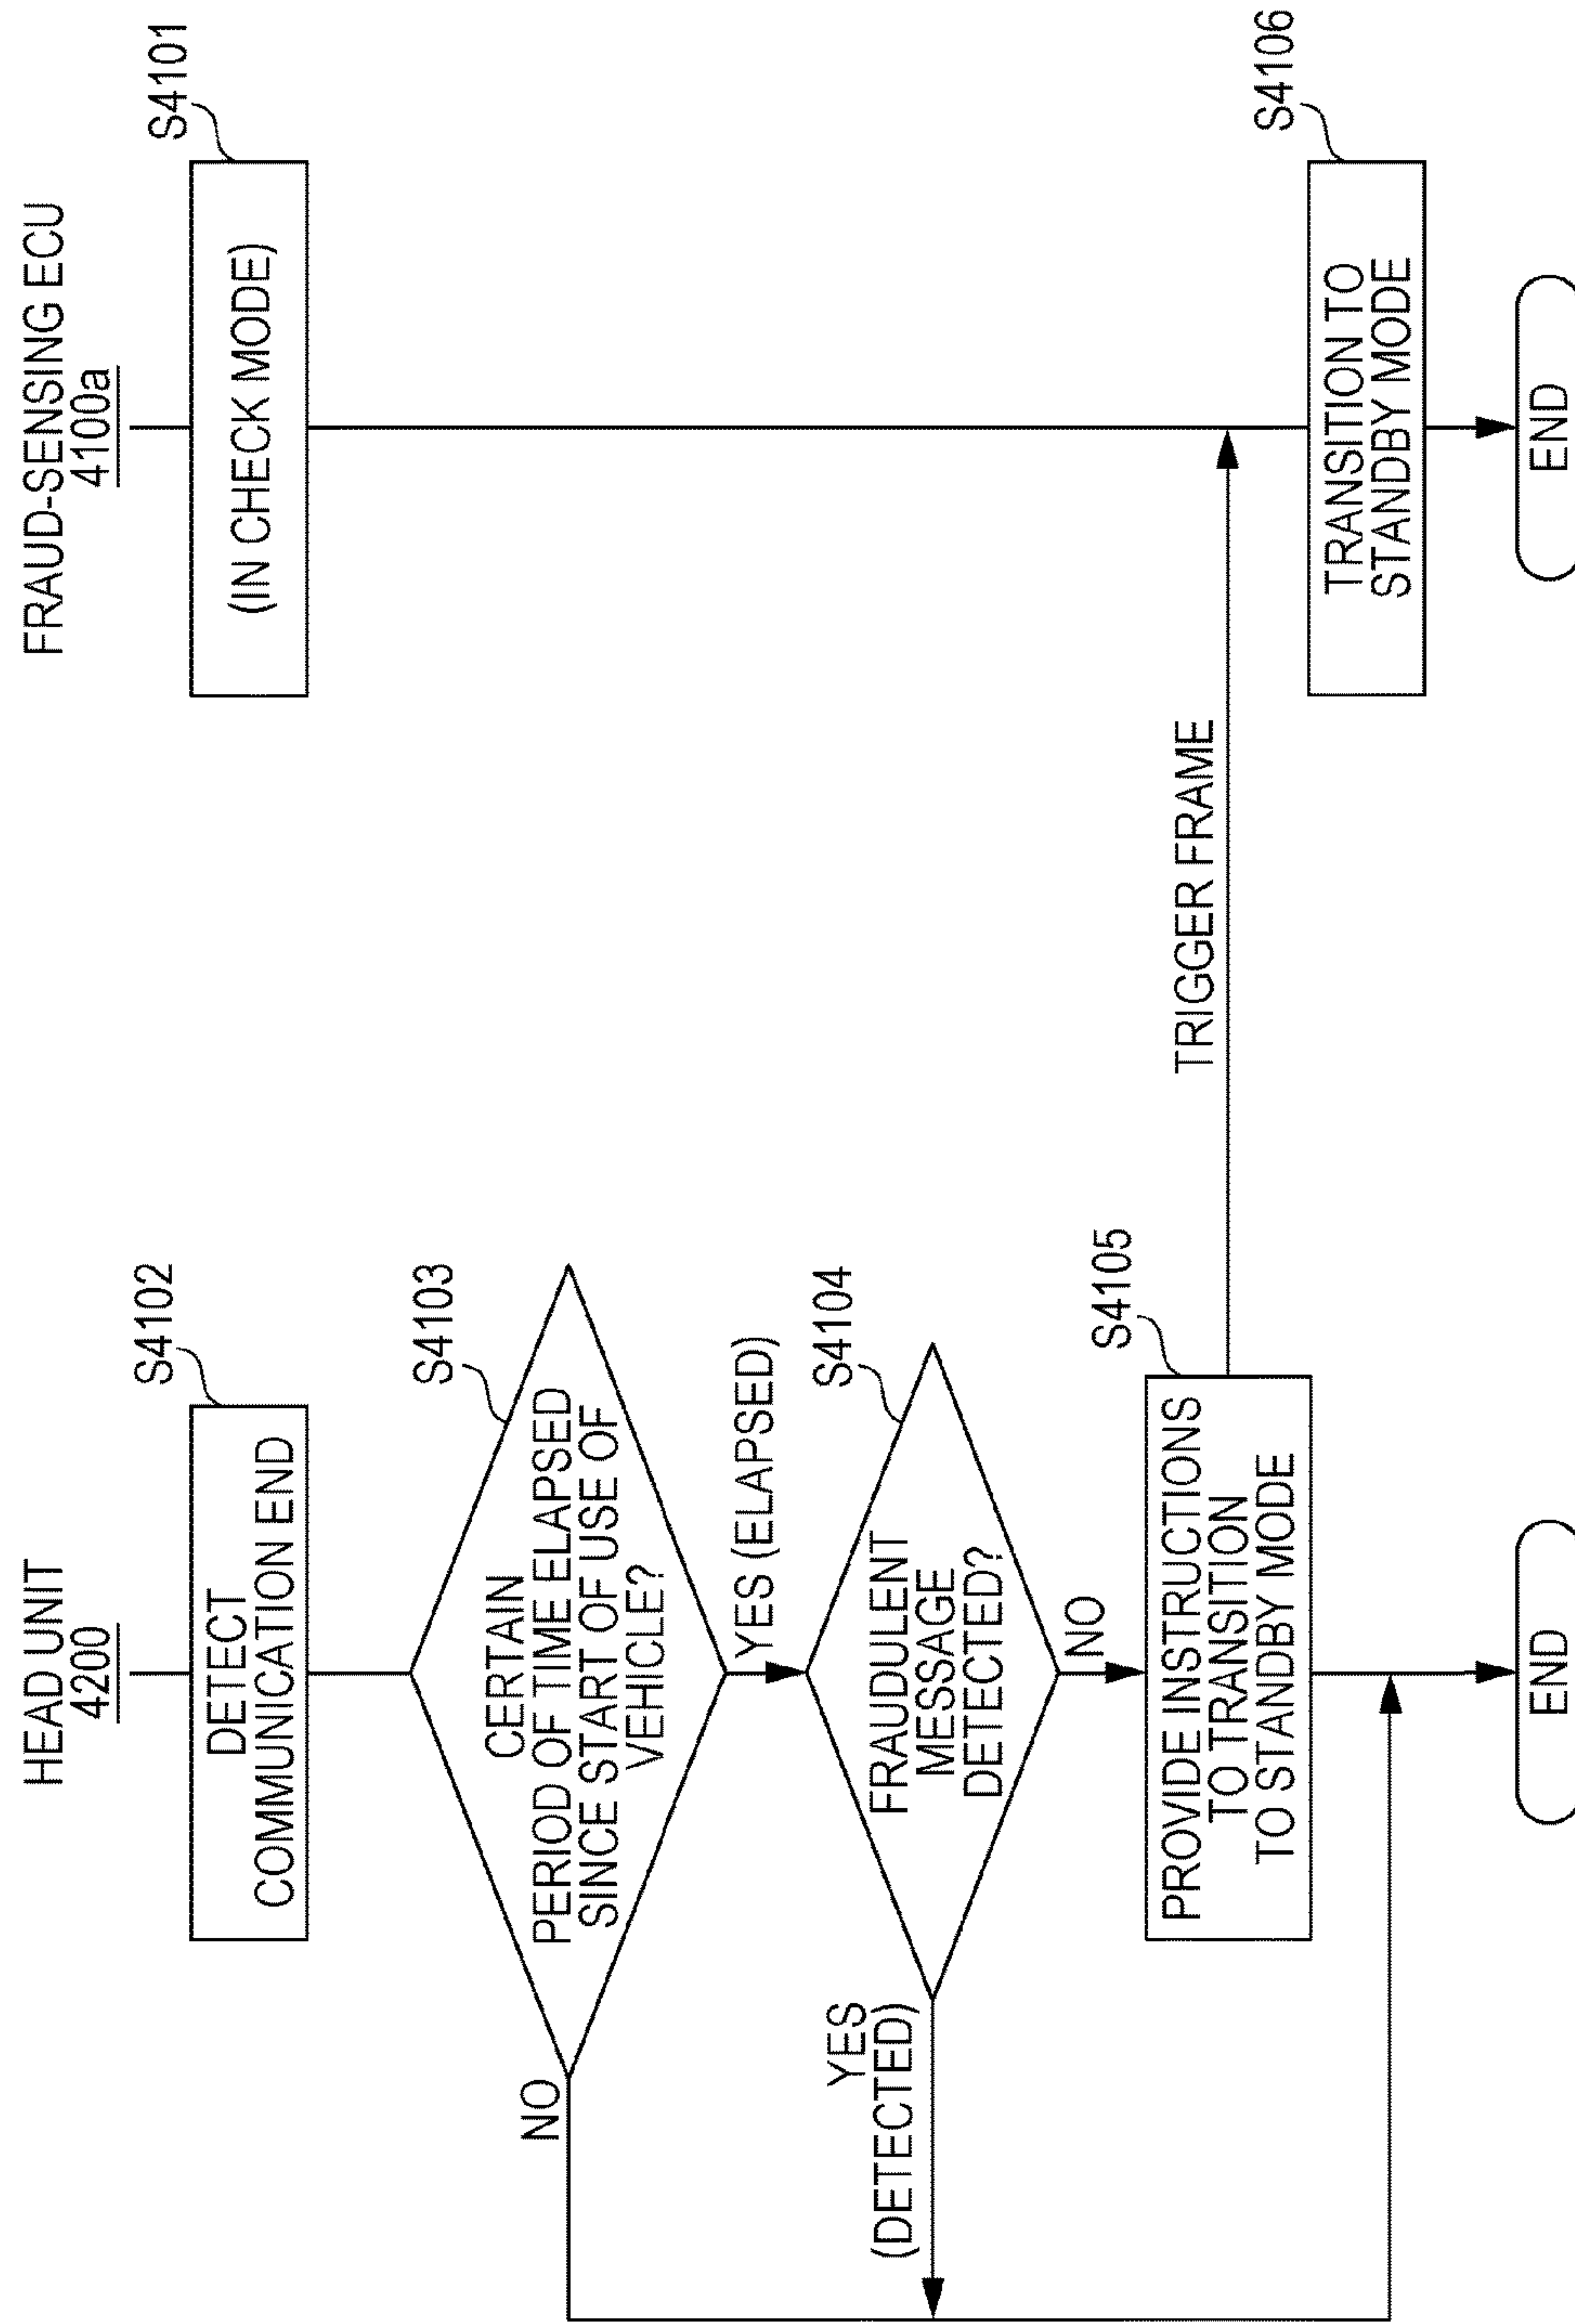 HEAD UNIT
4200
DETECT
COMMUNICATION END
S4102
CERTAIN
PERIOD OF TIME ELAPSED
SINCE START OF USE OF
VEHICLE?
S4103
NO
YES (ELAPSED)
FRAUDULENT
MESSAGE
DETECTED?
S4104
YES
(DETECTED)
NO
PROVIDE INSTRUCTIONS
TO TRANSITION
TO STANDBY MODE
S4105
END
TRIGGER FRAME
FRAUD-SENSING ECU
4100a
(IN CHECK MODE)
S4101
TRANSITION TO
STANDBY MODE
S4106
END